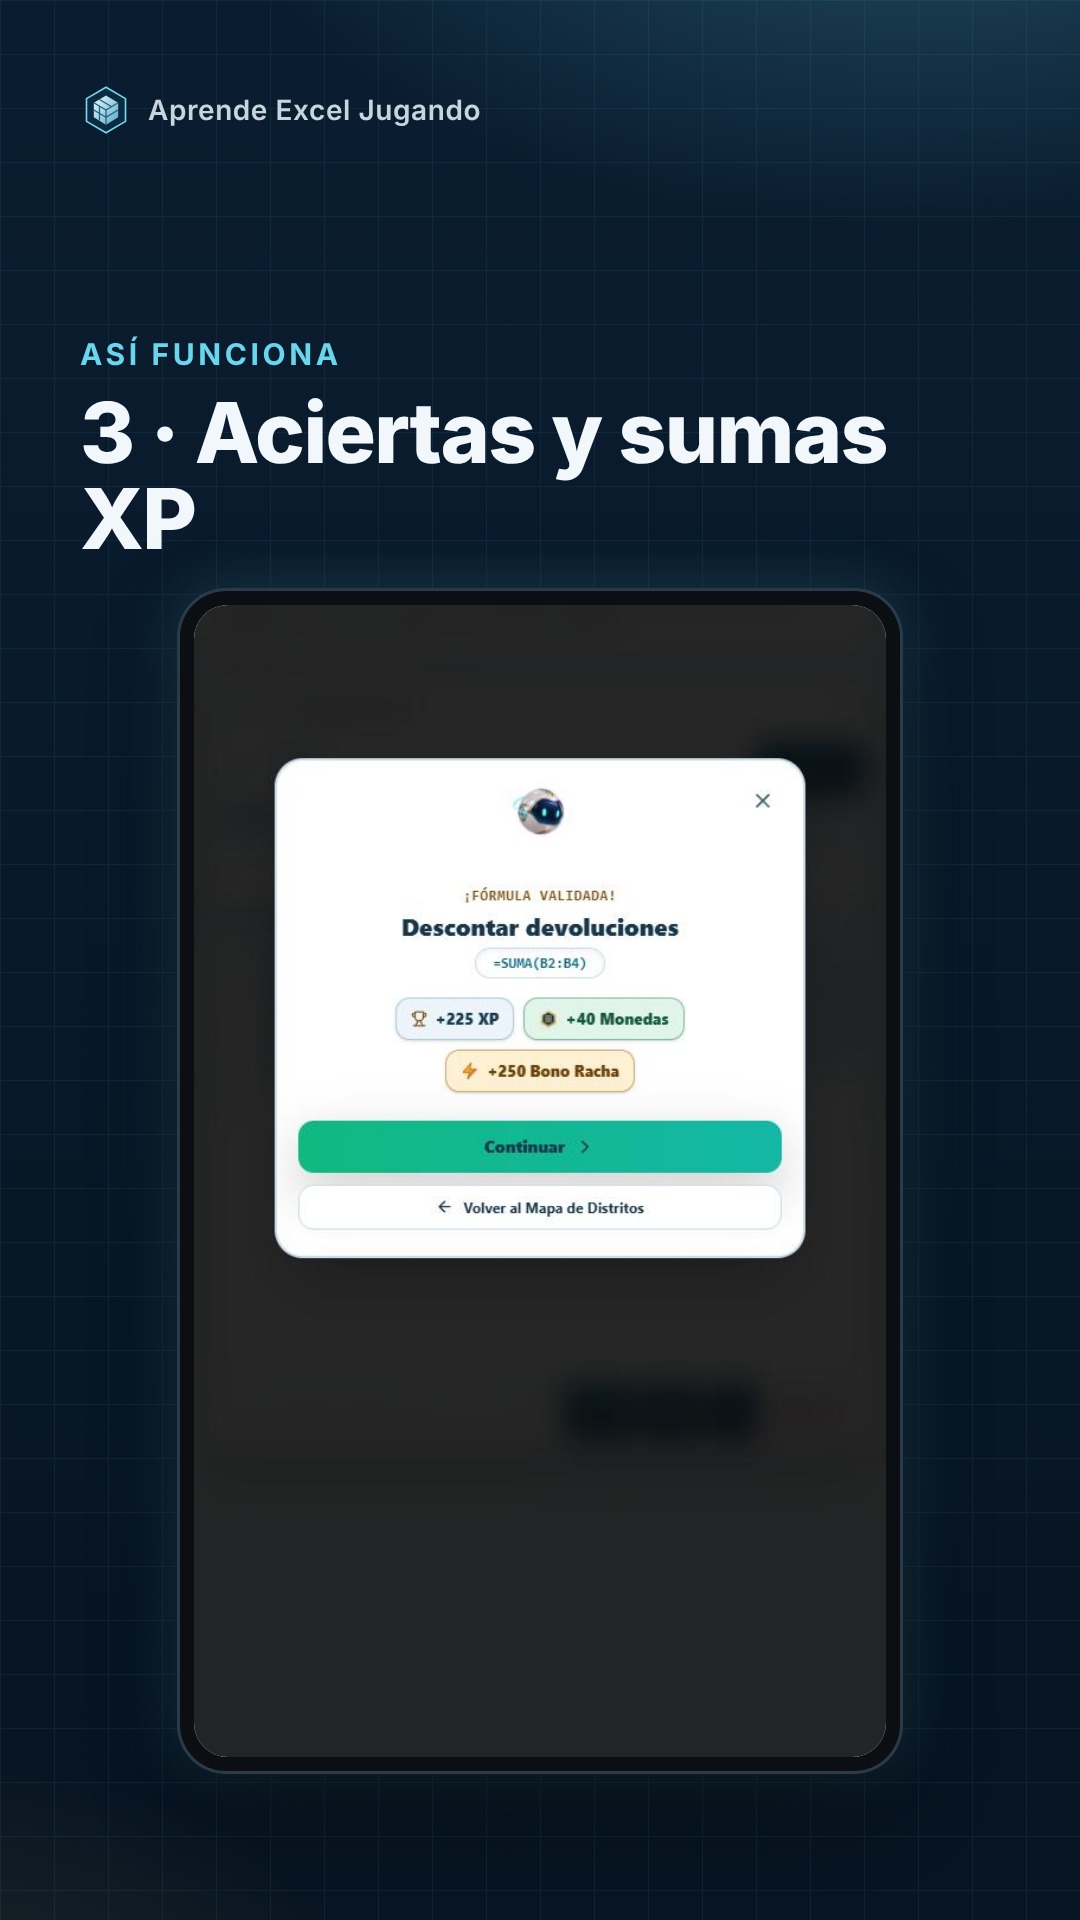 Aprende Excel Jugando
ASÍ FUNCIONA
3 · Aciertas y sumas
XP
¡FÓRMULA VALIDADA!
Descontar devoluciones
=SUMA(B2:B4)
+225 XP
+40 Monedas
+250 Bono Racha
Continuar
Volver al Mapa de Distritos